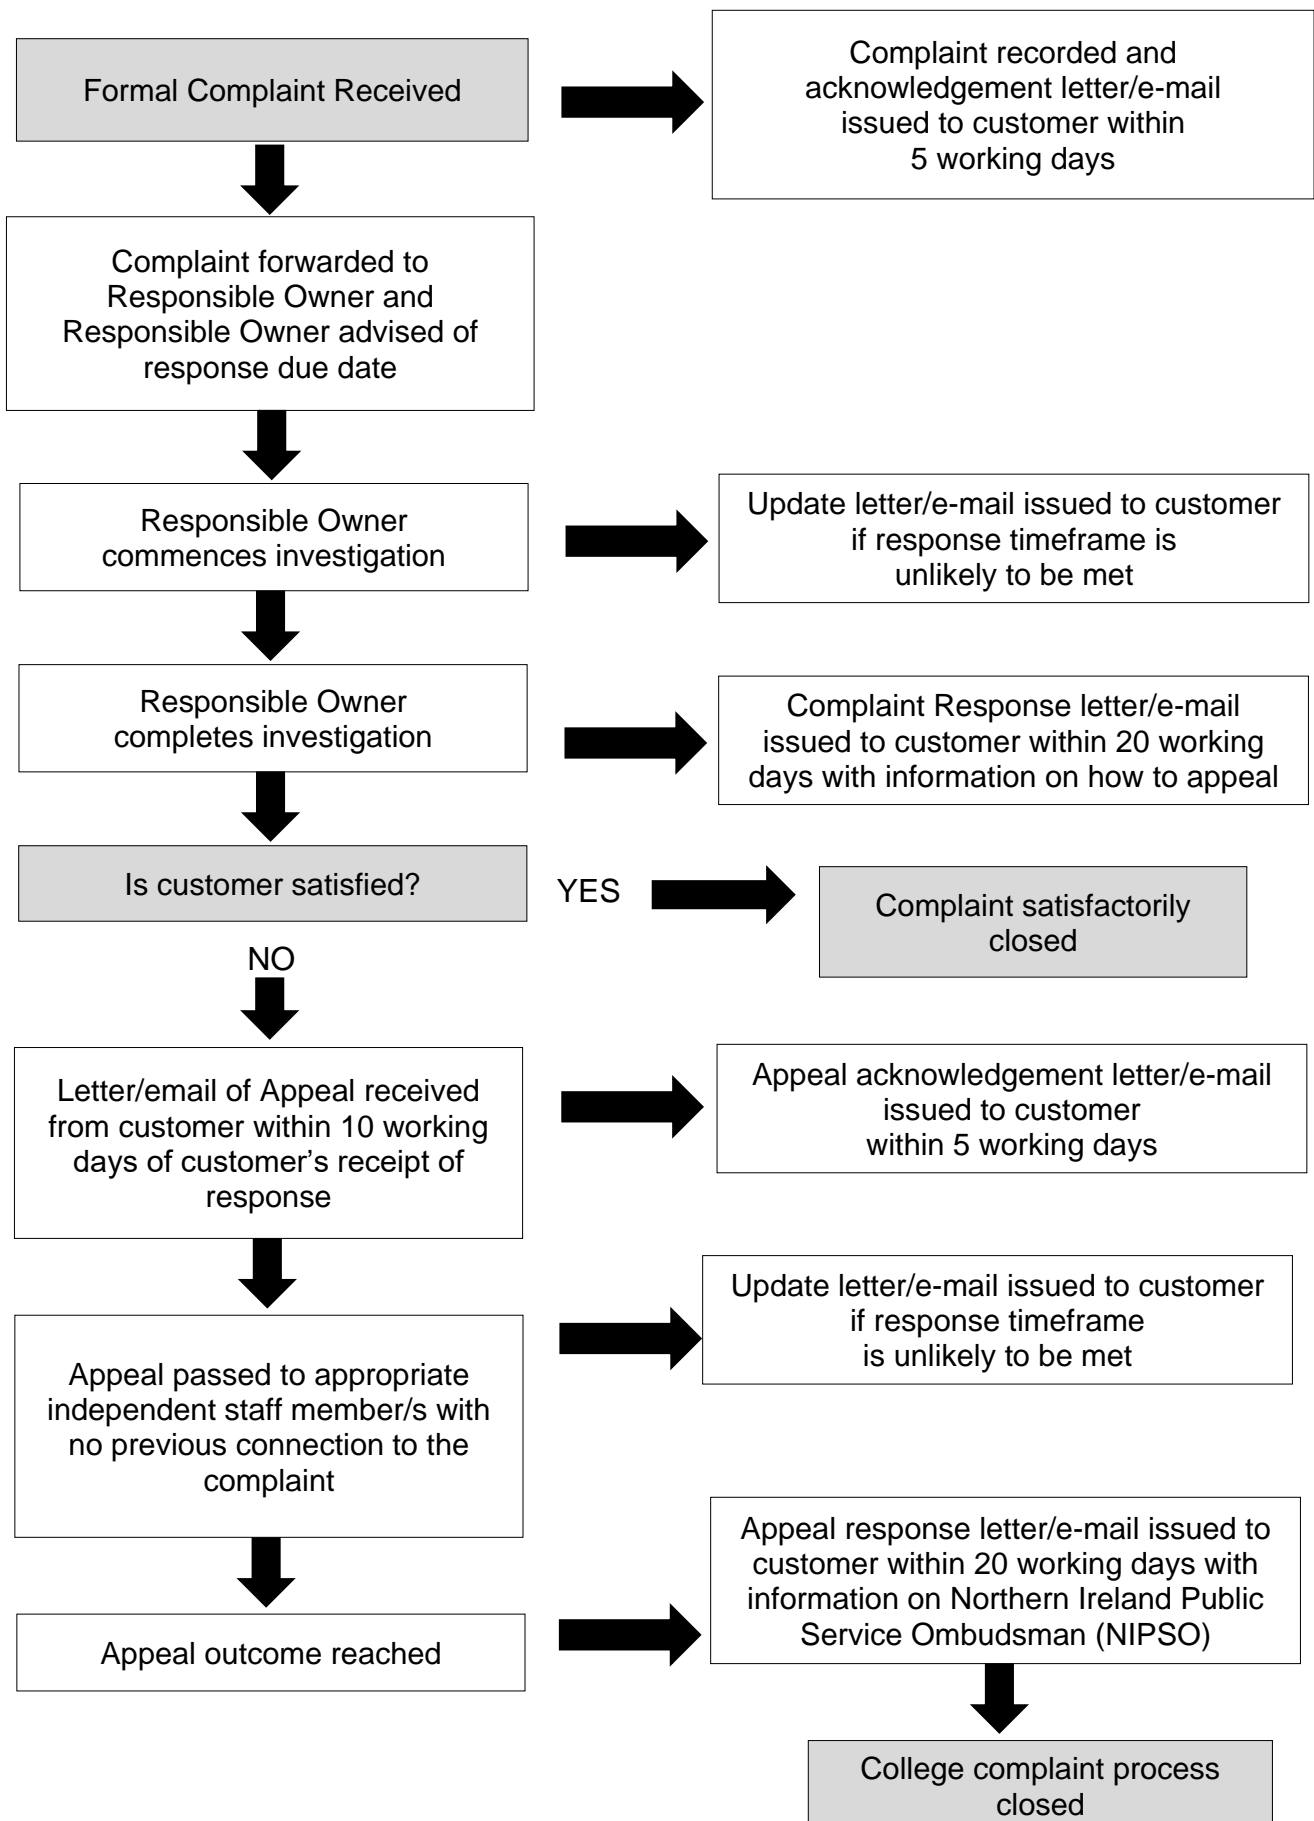 Formal Complaint Received
Complaint recorded and
acknowledgement letter/e-mail
issued to customer within
5 working days
Complaint forwarded to
Responsible Owner and
Responsible Owner advised of
response due date
Responsible Owner
commences investigation
Update letter/e-mail issued to customer
if response timeframe is
unlikely to be met
Responsible Owner
completes investigation
Complaint Response letter/e-mail
issued to customer within 20 working
days with information on how to appeal
Is customer satisfied?
YES
Complaint satisfactorily
closed
NO
Letter/email of Appeal received
from customer within 10 working
days of customer’s receipt of
response
Appeal acknowledgement letter/e-mail
issued to customer
within 5 working days
Appeal passed to appropriate
independent staff member/s with
no previous connection to the
complaint
Update letter/e-mail issued to customer
if response timeframe
is unlikely to be met
Appeal outcome reached
Appeal response letter/e-mail issued to
customer within 20 working days with
information on Northern Ireland Public
Service Ombudsman (NIPSO)
College complaint process
closed